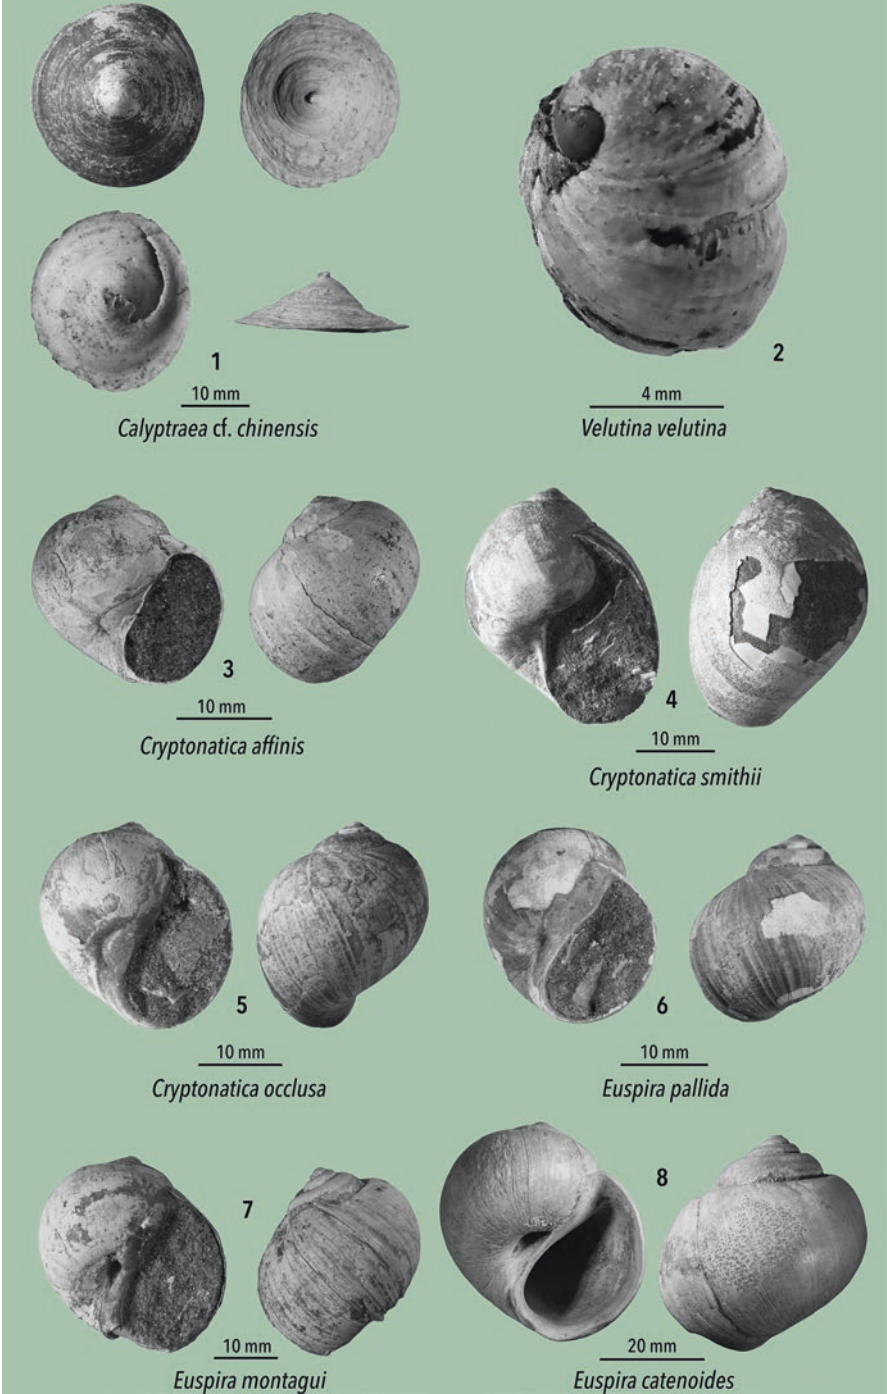 1
10 mm
Calyptraea cf. chinensis
2
4 mm
Velutina velutina
3
10 mm
Cryptonatica affinis
4
10 mm
Cryptonatica smithii
5
10 mm
Cryptonatica occlusa
6
10 mm
Euspira pallida
7
10 mm
Euspira montagui
8
20 mm
Euspira catenoides